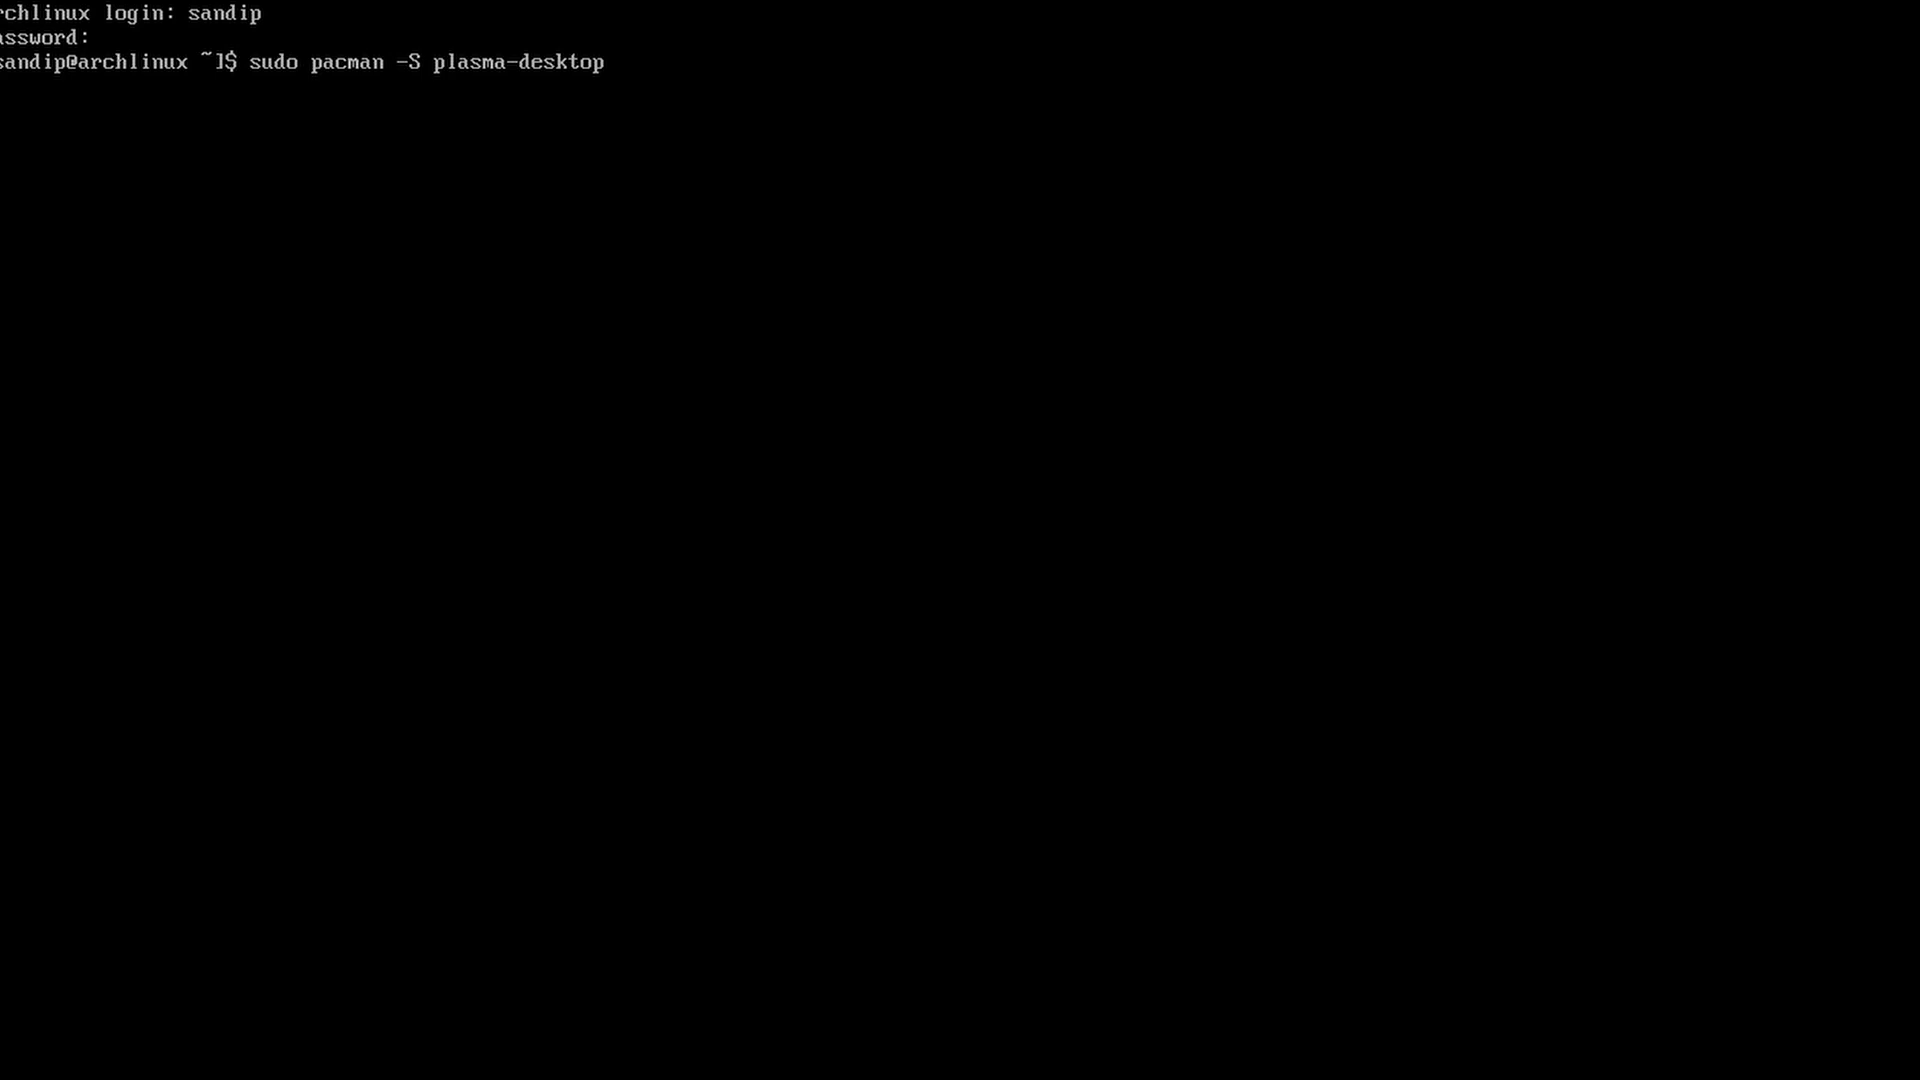 rchlinux login: sandip
assword:
sandip@archlinux ~]$ sudo pacman -S plasma-desktop